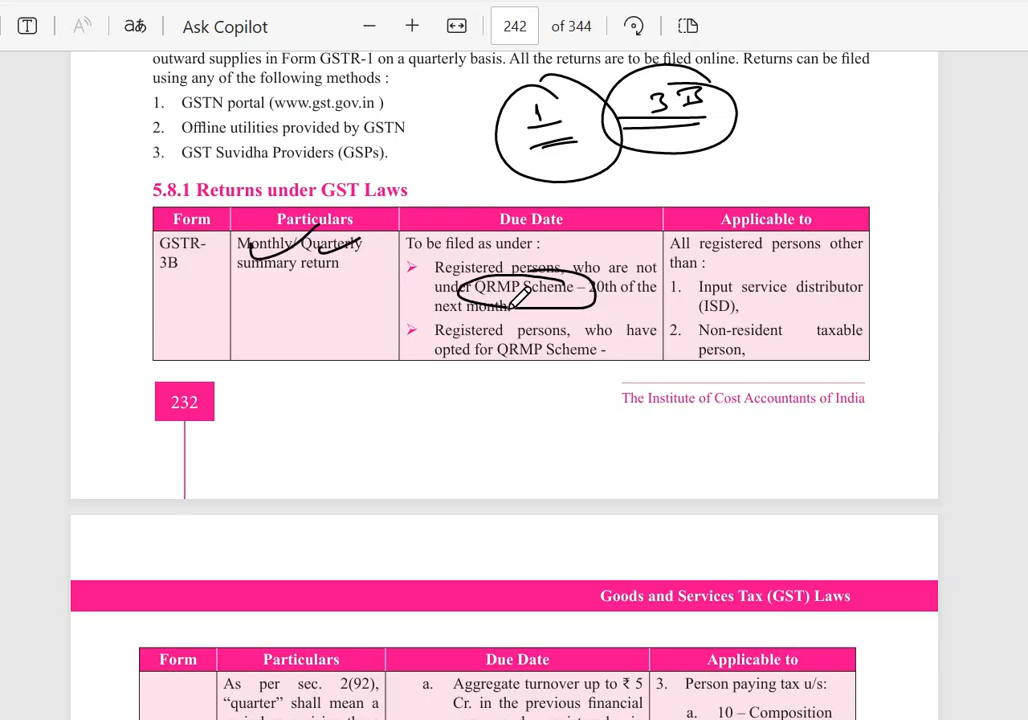 Ask Copilot
242 of 344
outward supplies in Form GSTR-1 on a quarterly basis. All the returns are to be filed online. Returns can be filed
using any of the following methods :
1. GSTN portal (www.gst.gov.in )
2. Offline utilities provided by GSTN
3. GST Suvidha Providers (GSPs).
1
3B
5.8.1 Returns under GST Laws
Form Particulars Due Date Applicable to
GSTR-
3B
Monthly/ Quarterly
summary return
To be filed as under :
Registered persons, who are not
under QRMP Scheme – 20th of the
next month
Registered persons, who have
opted for QRMP Scheme -
All registered persons other
than :
1. Input service distributor
(ISD),
2. Non-resident taxable
person,
232
The Institute of Cost Accountants of India
Goods and Services Tax (GST) Laws
Form Particulars Due Date Applicable to
As per sec. 2(92),
“quarter” shall mean a
a. Aggregate turnover up to ₹ 5
Cr. in the previous financial
3. Person paying tax u/s:
a. 10 – Composition